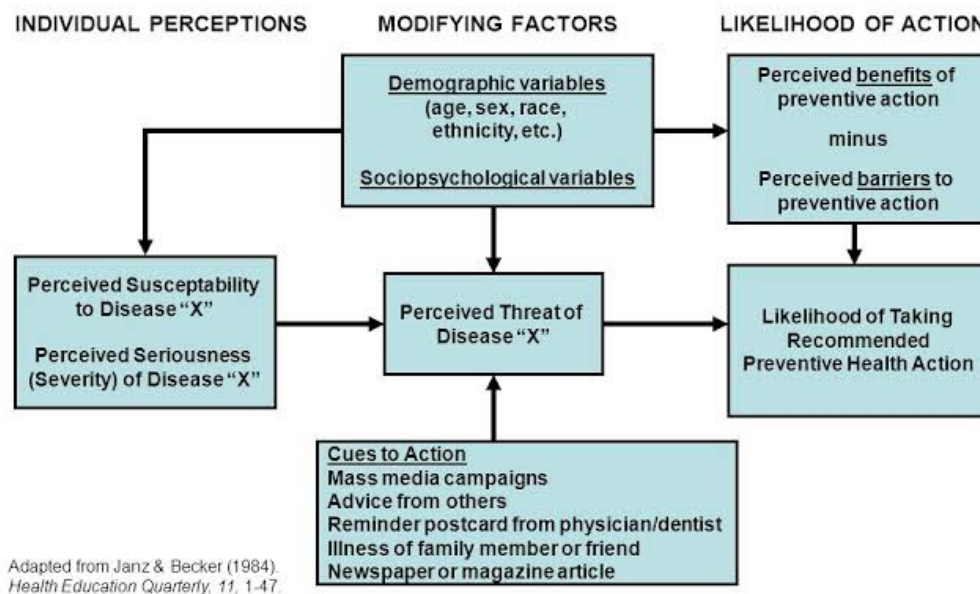 INDIVIDUAL PERCEPTIONS
MODIFYING FACTORS
LIKELIHOOD OF ACTION
Demographic variables
(age, sex, race,
ethnicity, etc.)
Sociopsychological variables
Perceived benefits of
preventive action
minus
Perceived barriers to
preventive action
Perceived Susceptability
to Disease “X”
Perceived Seriousness
(Severity) of Disease “X”
Perceived Threat of
Disease “X”
Likelihood of Taking
Recommended
Preventive Health Action
Cues to Action
Mass media campaigns
Advice from others
Reminder postcard from physician/dentist
Illness of family member or friend
Newspaper or magazine article
Adapted from Janz & Becker (1984).
Health Education Quarterly, 11, 1-47.